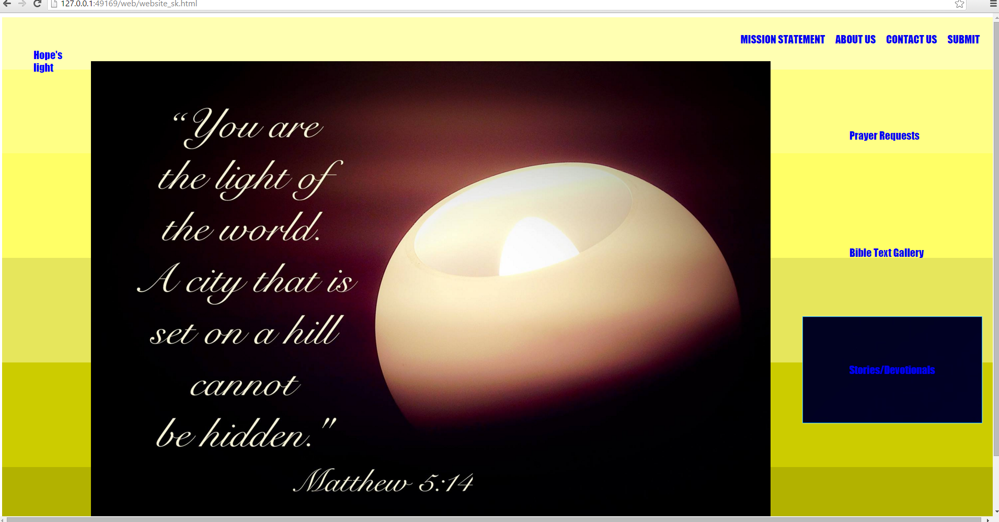 127.0.0.1:49169/web/website_sk.html
MISSION STATEMENT ABOUT US CONTACT US SUBMIT
Hope's
light
“You are
the light of
the world.
A city that is
set on a hill
cannot
be hidden.”
Matthew 5:14
Prayer Requests
Bible Text Gallery
Stories/Devotionals